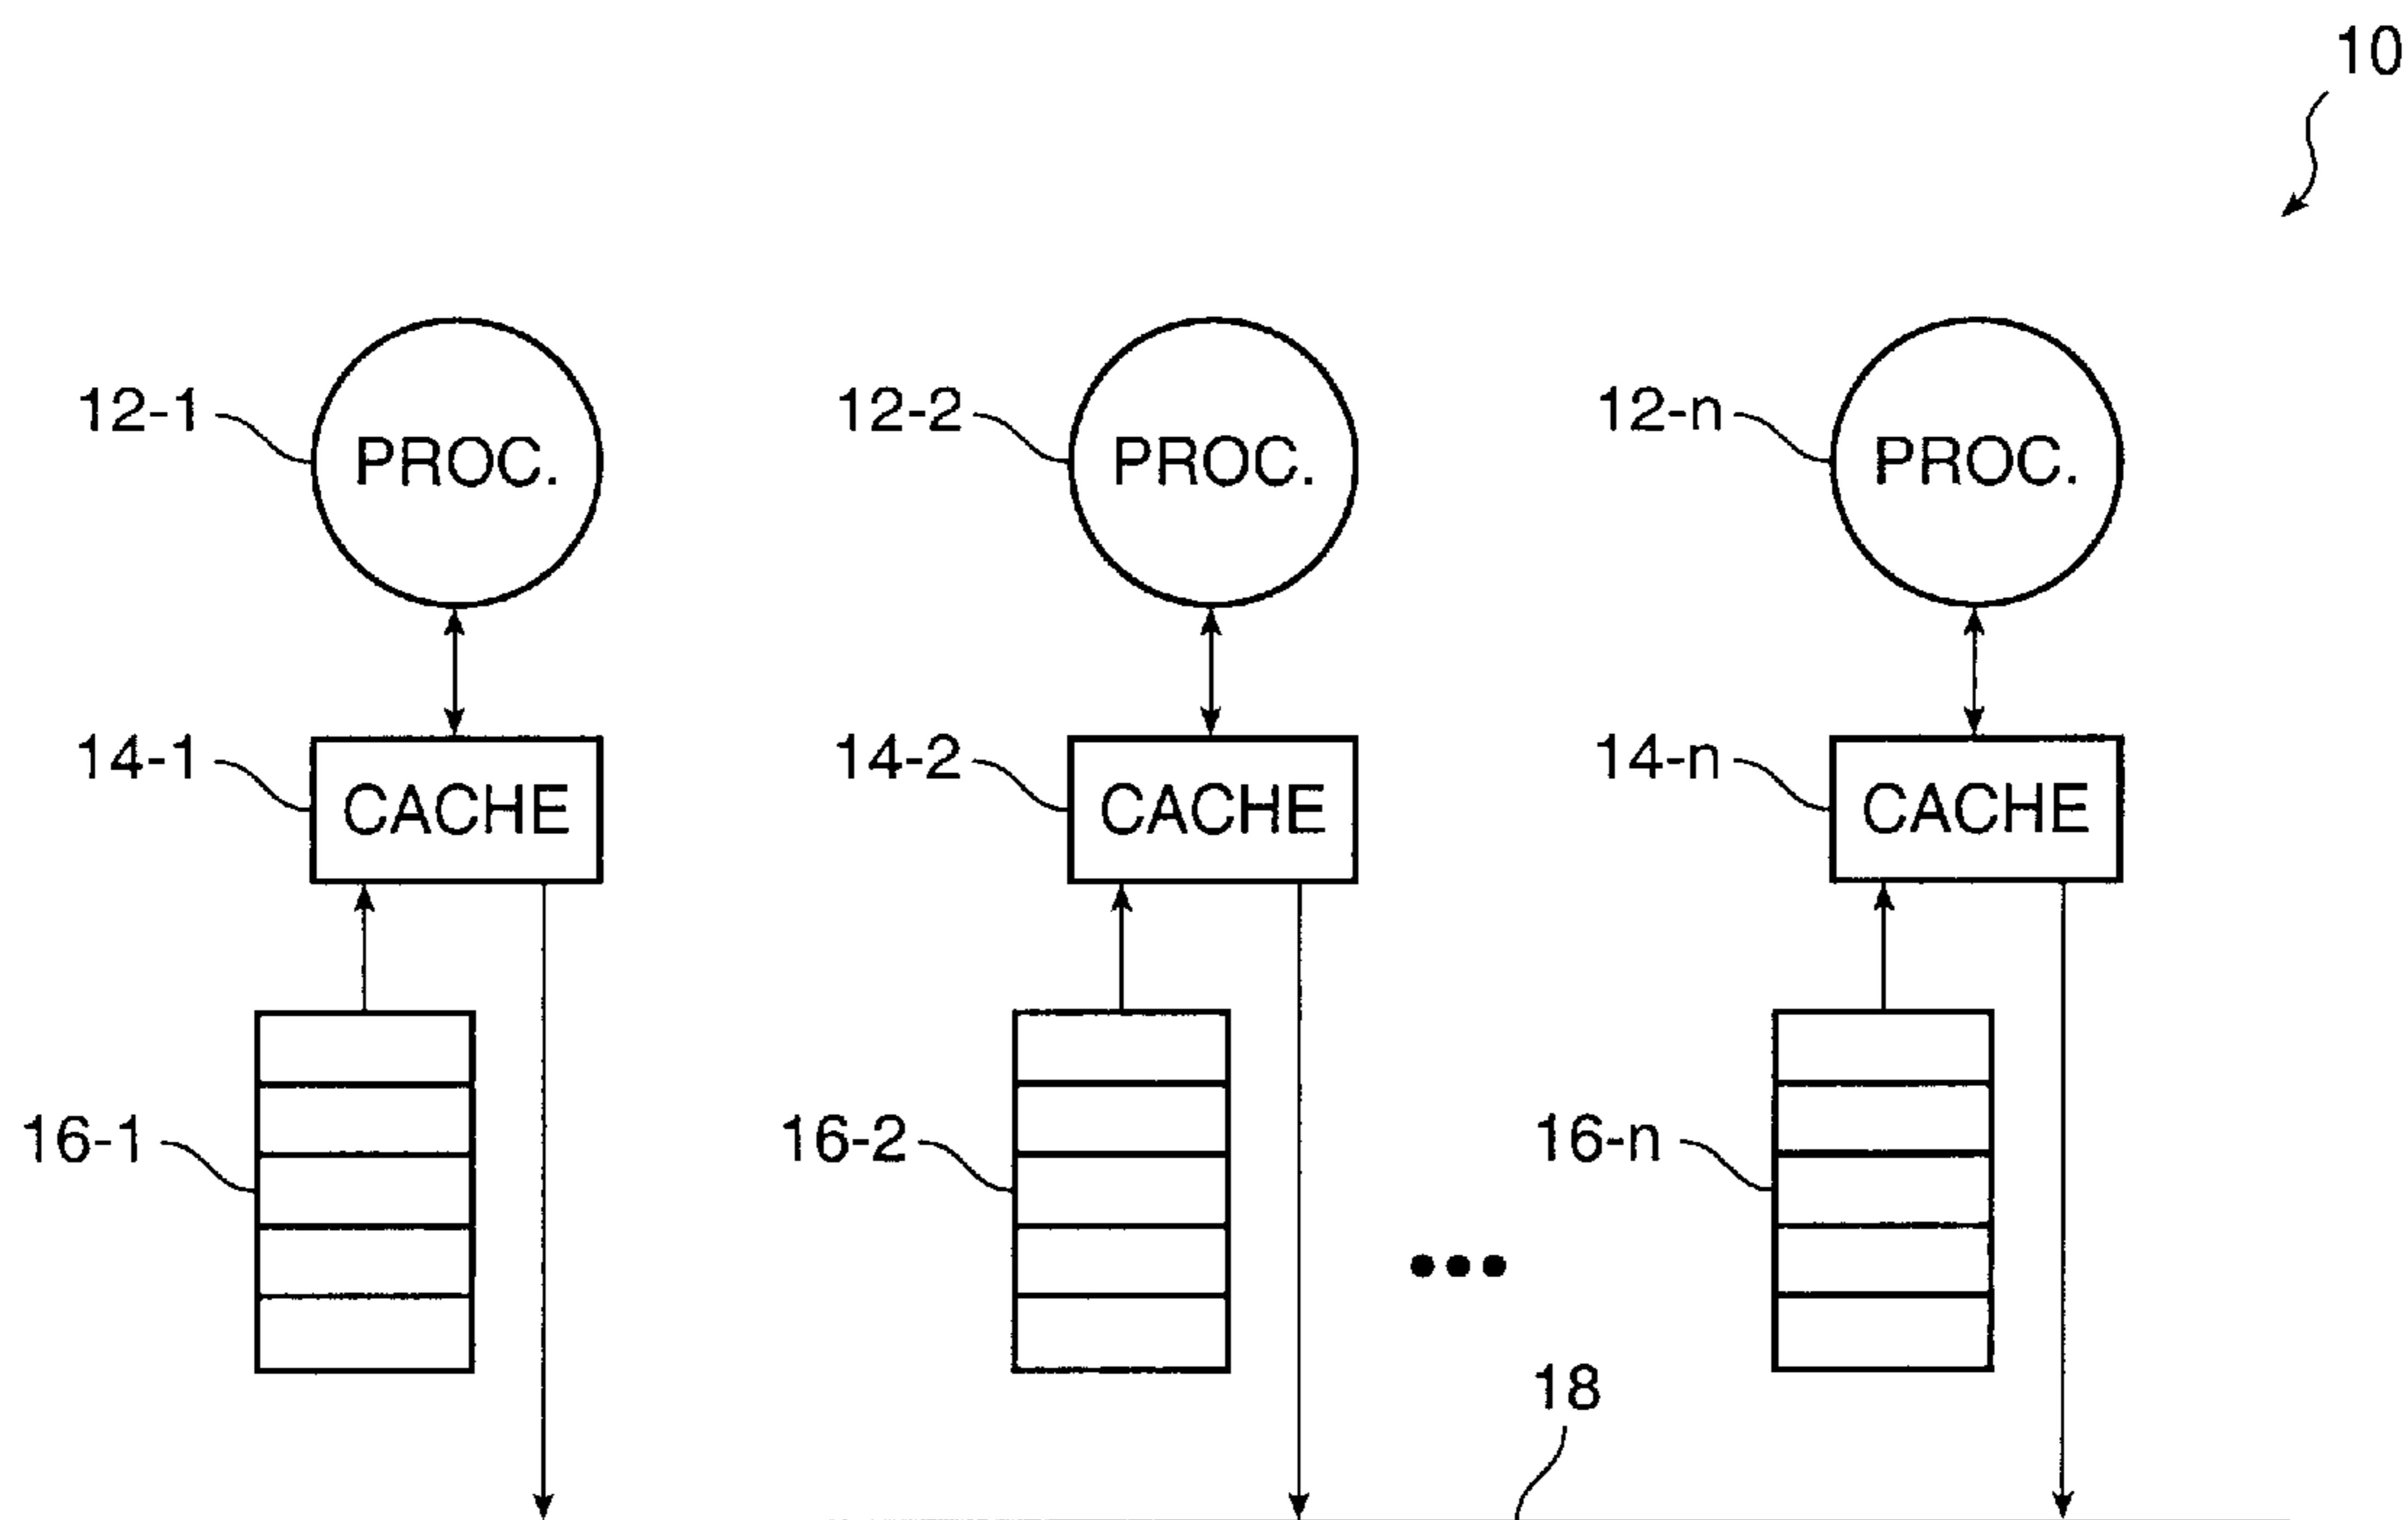 10
12-1
PROC.
12-2
PROC.
12-n
PROC.
14-1
CACHE
14-2
CACHE
14-n
CACHE
16-1
16-2
16-n
18